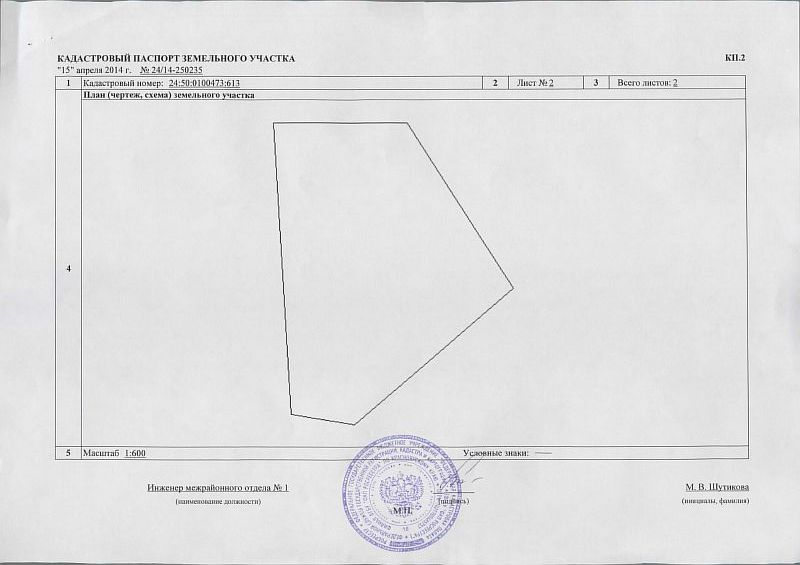 КАДАСТРОВЫЙ ПАСПОРТ ЗЕМЕЛЬНОГО УЧАСТКА
КП.2
"15" апреля 2014 г. № 24/14-250235
1 Кадастровый номер: 24:50:0100473:613 2 Лист № 2 3 Всего листов: 2
План (чертеж, схема) земельного участка
4
5 Масштаб 1:600 Условные знаки:
Инженер межрайонного отдела № 1 М. В. Шутикова
(наименование должности) М.П. (подпись) (инициалы, фамилия)